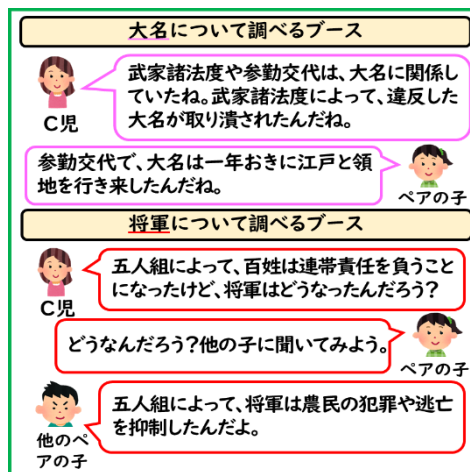 大名について調べるブース
武家諸法度や参勤交代は、大名に関係し
ていたね。武家諸法度によって、違反した
大名が取り潰されたんだね。
C児
参勤交代で、大名は一年おきに江戸と領
地を行き来したんだね。
ペアの子
将軍について調べるブース
五人組によって、百姓は連帯責任を負うこと
になったけど、将軍はどうなったんだろう?
C児
どうなんだろう?他の子に聞いてみよう。
ペアの子
五人組によって、将軍は農民の犯罪や逃亡
を抑制したんだよ。
他のペ
アの子